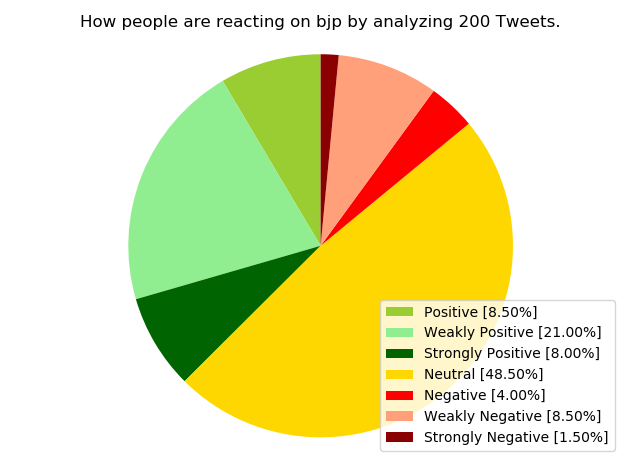 How people are reacting on bjp by analyzing 200 Tweets.
Positive [8.50%]
Weakly Positive [21.00%]
Strongly Positive [8.00%]
Neutral [48.50%]
Negative [4.00%]
Weakly Negative [8.50%]
Strongly Negative [1.50%]